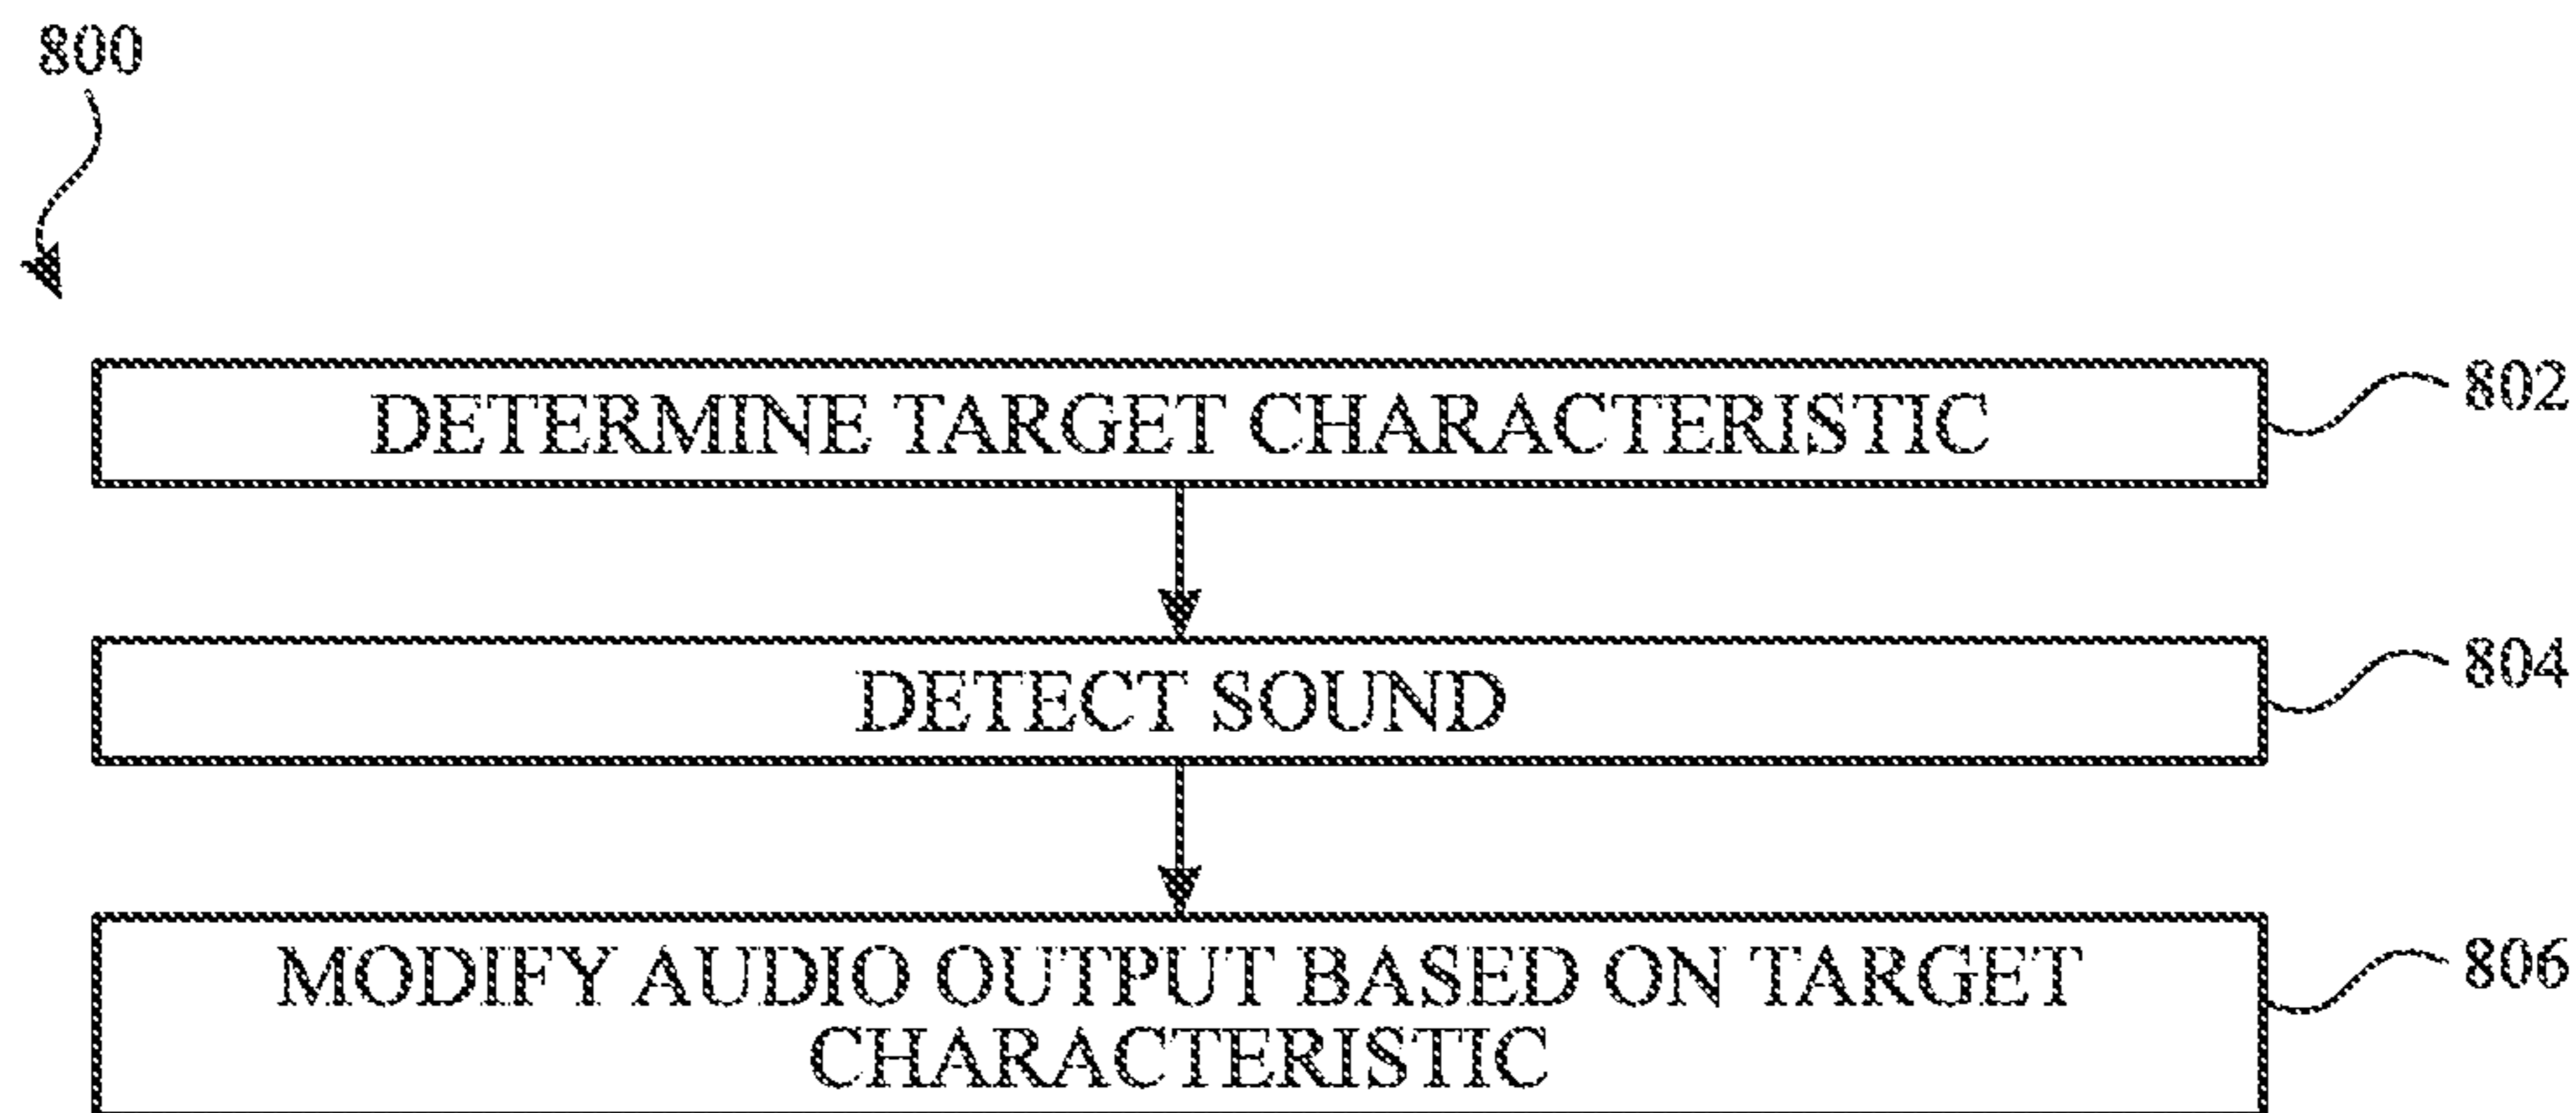 800
DETERMINE TARGET CHARACTERISTIC
802
DETECT SOUND
804
MODIFY AUDIO OUTPUT BASED ON TARGET
CHARACTERISTIC
806